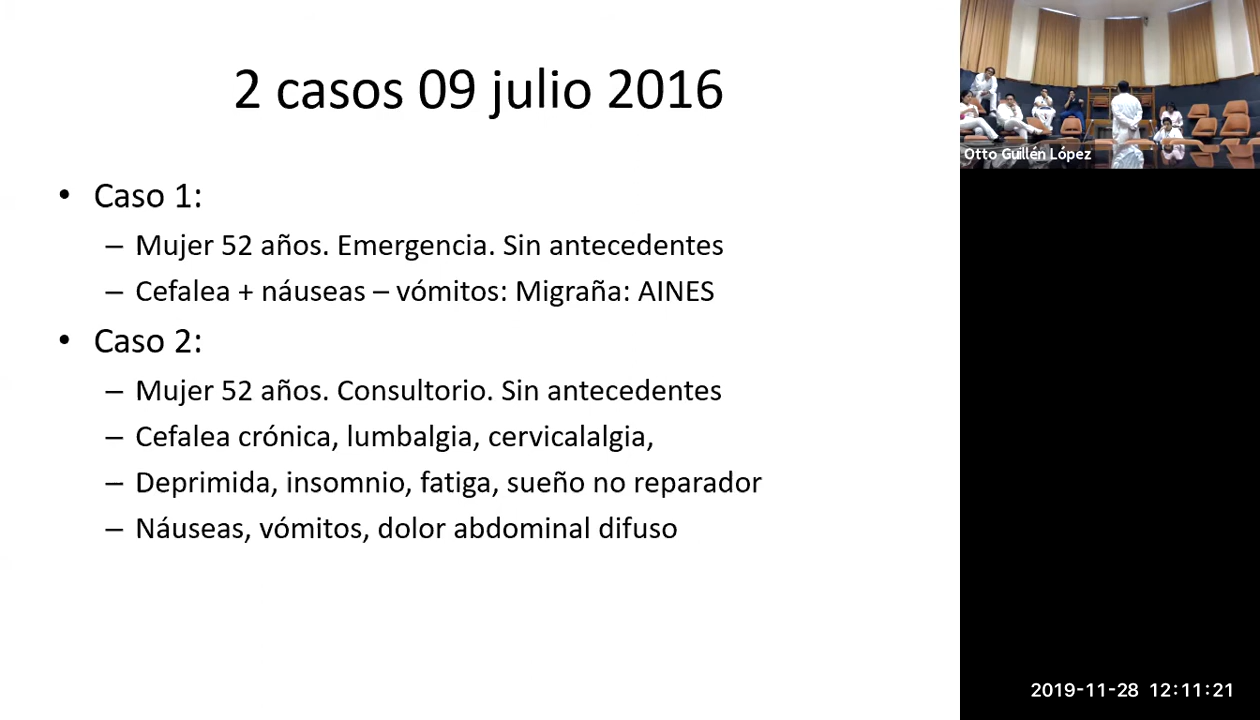 2 casos 09 julio 2016
• Caso 1:
– Mujer 52 años. Emergencia. Sin antecedentes
– Cefalea + náuseas – vómitos: Migraña: AINES
• Caso 2:
– Mujer 52 años. Consultorio. Sin antecedentes
– Cefalea crónica, lumbalgia, cervicalalgia,
– Deprimida, insomnio, fatiga, sueño no reparador
– Náuseas, vómitos, dolor abdominal difuso
Otto Guillén López
2019-11-28 12:11:21